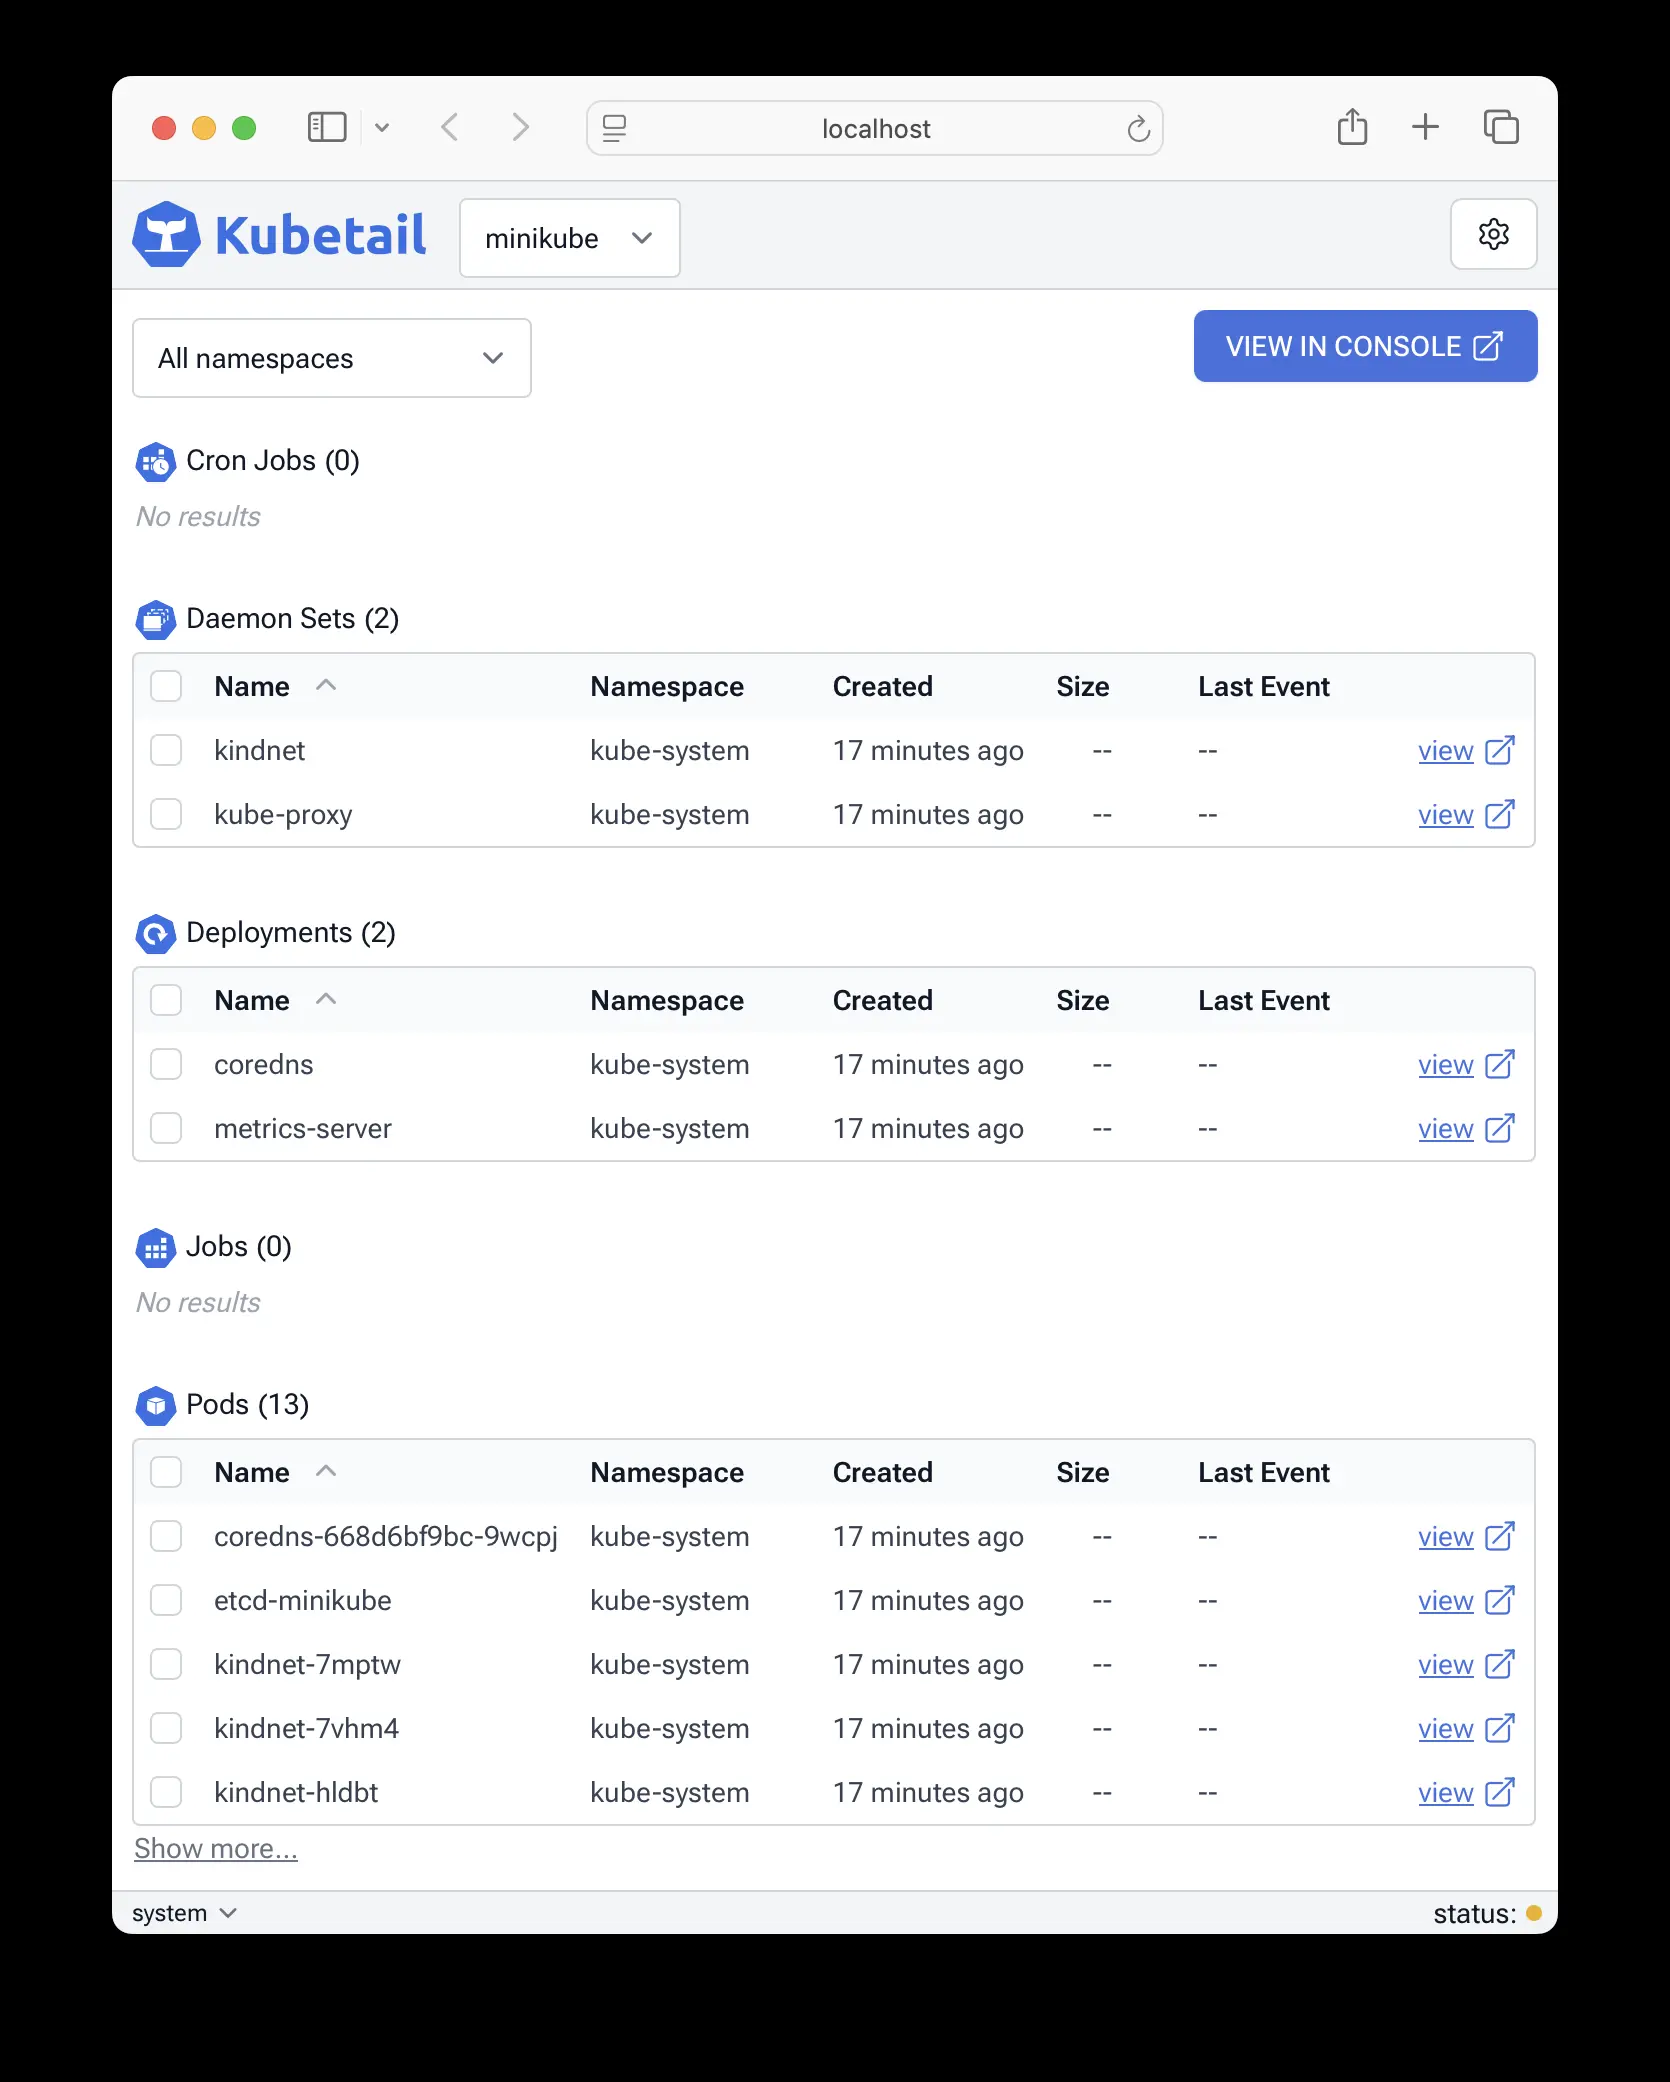 localhost
Kubetail minikube
All namespaces VIEW IN CONSOLE
Cron Jobs (0)
No results
Daemon Sets (2)
Name Namespace Created Size Last Event
kindnet kube-system 17 minutes ago -- -- view
kube-proxy kube-system 17 minutes ago -- -- view
Deployments (2)
Name Namespace Created Size Last Event
coredns kube-system 17 minutes ago -- -- view
metrics-server kube-system 17 minutes ago -- -- view
Jobs (0)
No results
Pods (13)
Name Namespace Created Size Last Event
coredns-668d6bf9bc-9wcpj kube-system 17 minutes ago -- -- view
etcd-minikube kube-system 17 minutes ago -- -- view
kindnet-7mptw kube-system 17 minutes ago -- -- view
kindnet-7vhm4 kube-system 17 minutes ago -- -- view
kindnet-hldbt kube-system 17 minutes ago -- -- view
Show more...
system status: